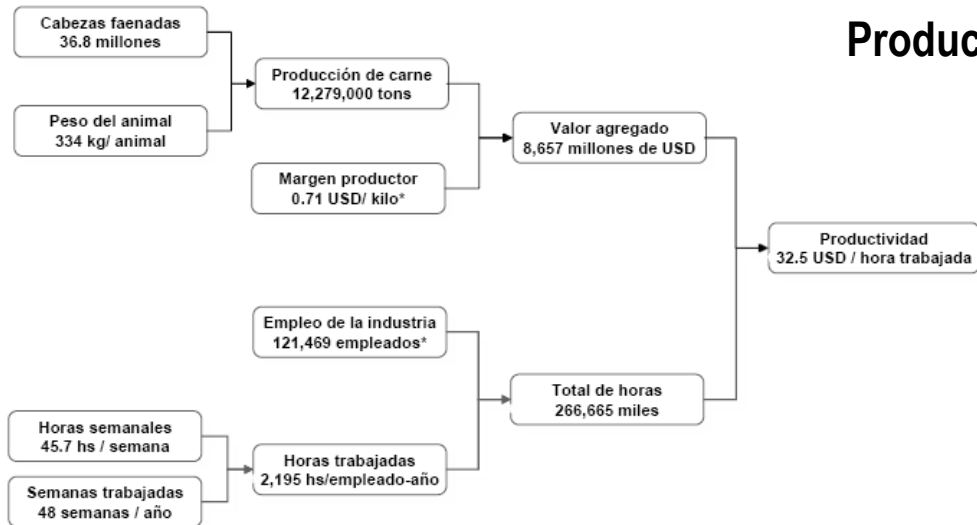 Produc
Cabezas faenadas
36.8 millones
Peso del animal
334 kg/ animal
Producción de carne
12,279,000 tons
Margen productor
0.71 USD/ kilo*
Valor agregado
8,657 millones de USD
Productividad
32.5 USD / hora trabajada
Empleo de la industria
121,469 empleados*
Horas semanales
45.7 hs / semana
Semanas trabajadas
48 semanas / año
Horas trabajadas
2,195 hs/empleado-año
Total de horas
266,665 miles